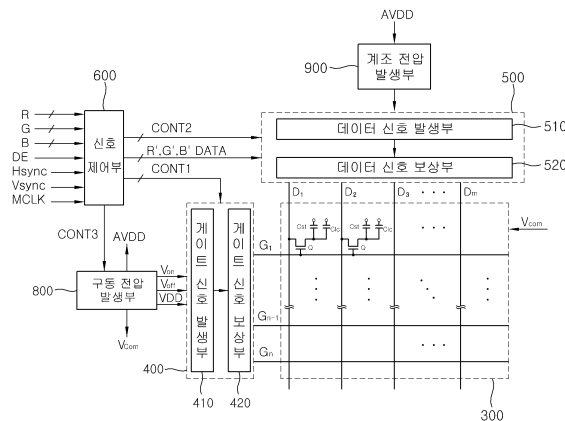 AVDD
600
900
계조 전압
발생부
500
R
G
B
DE
Hsync
Vsync
MCLK
신호
제어부
CONT2
R',G',B' DATA
CONT1
데이터 신호 발생부
510
데이터 신호 보상부
520
D1
D2
D3
. . .
Dm
CONT3
AVDD
Cst
Clc
Q
Cst
Clc
Q
Vcom
G1
800
구동 전압
발생부
Von
Voff
VDD
게이트 신호 발생부
게이트 신호 보상부
Gn-1
Gn
Vcom
400
410
420
300